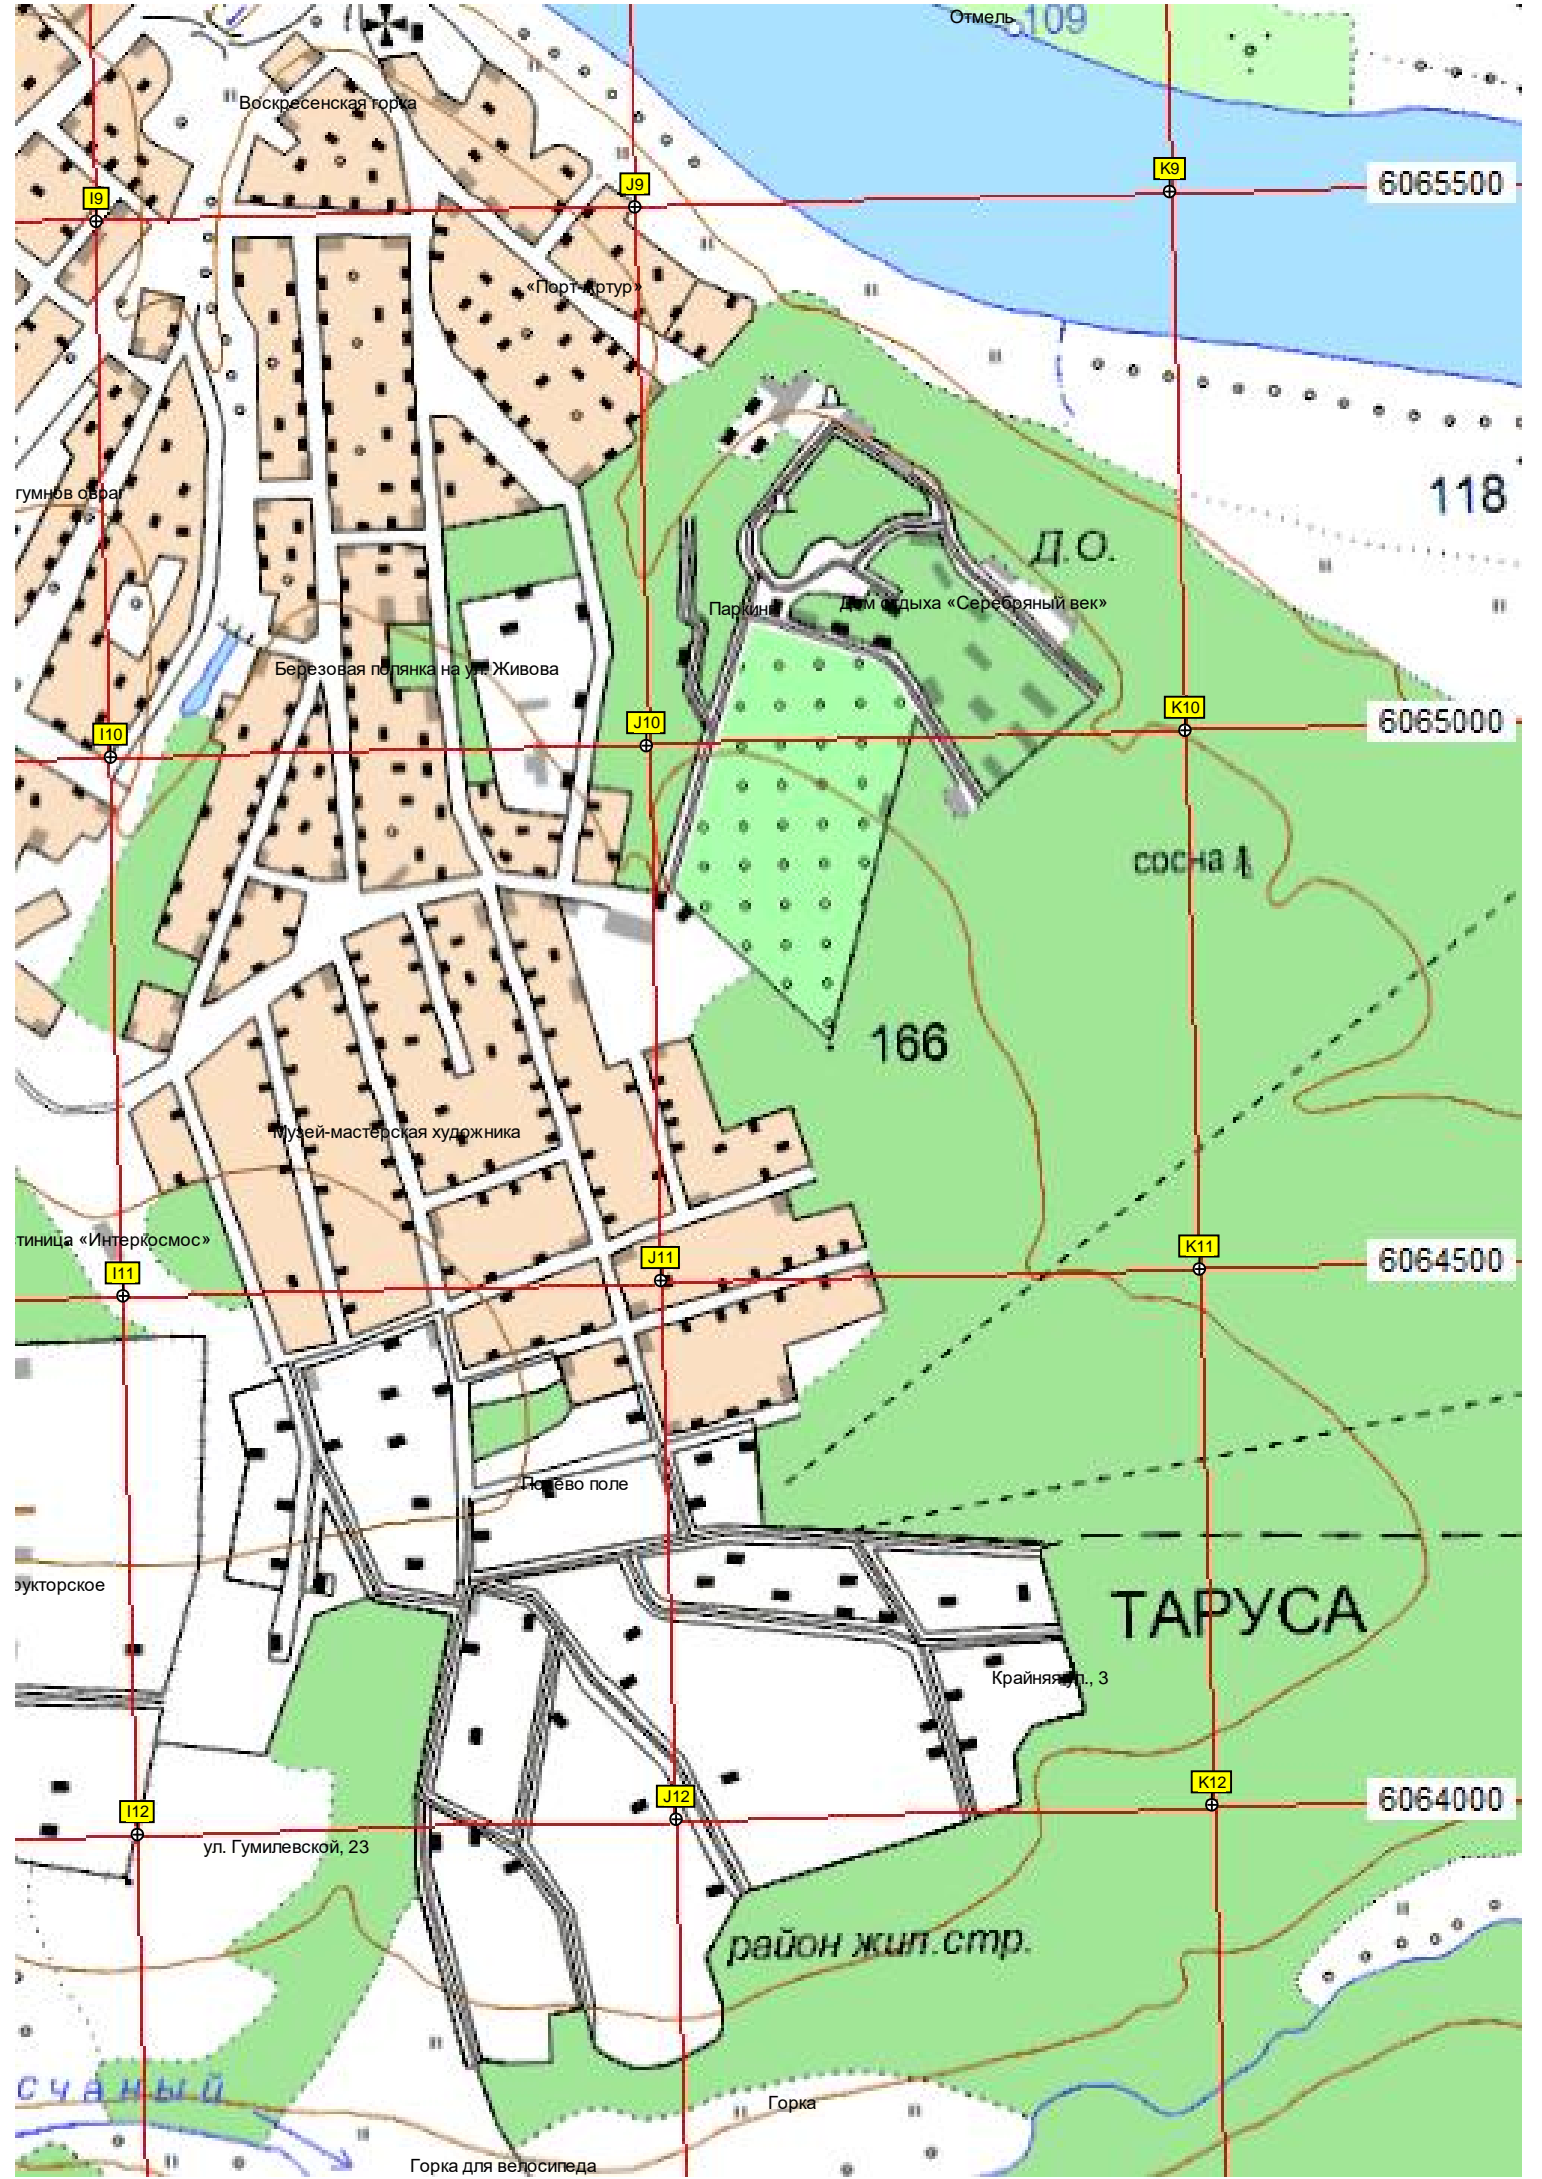 Отмель
109
Воскресенская горка
K9
J9
I9
6065500
«Порт-Артур»
гумнов овраг
118
Д.О.
Паркинг
Дом отдыха «Серебряный век»
Березовая полянка на ул. Живова
K10
J10
I10
6065000
сосна
166
Музей-мастерская художника
тиница «Интеркосмос»
K11
J11
I11
6064500
Полево поле
рукторское
ТАРУСА
Крайняя ул., 3
K12
J12
I12
6064000
ул. Гумилевской, 23
район жил.стр.
счаный
Горка
Горка для велосипеда